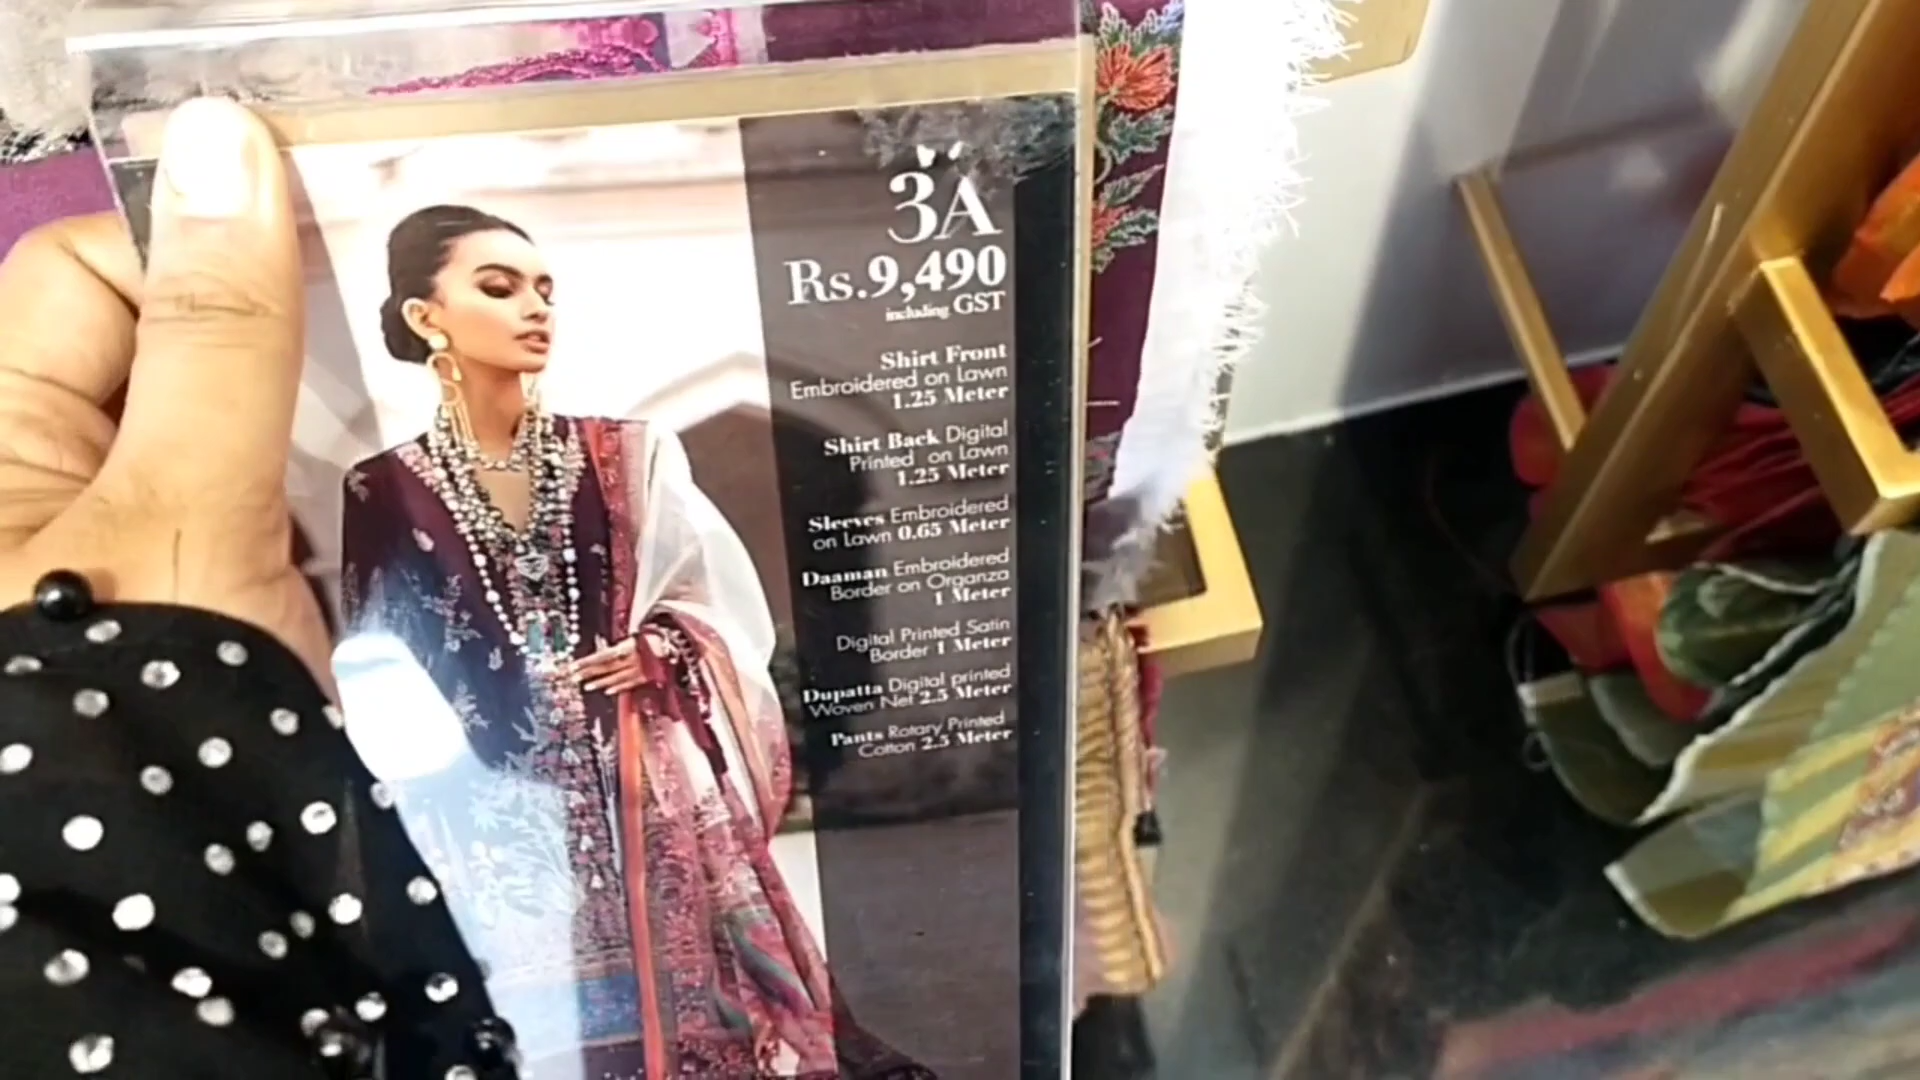 3A
Rs.9,490
including GST
Shirt Front
Embroidered on Lawn
1.25 Meter
Shirt Back Digital
Printed on Lawn
1.25 Meter
Sleeves Embroidered
on Lawn 0.65 Meter
Daaman Embroidered
Border on Organza
1 Meter
Digital Printed Satin
Border 1 Meter
Dupatta Digital printed
Woven Net 2.5 Meter
Pants Rotary Printed
Cotton 2.5 Meter